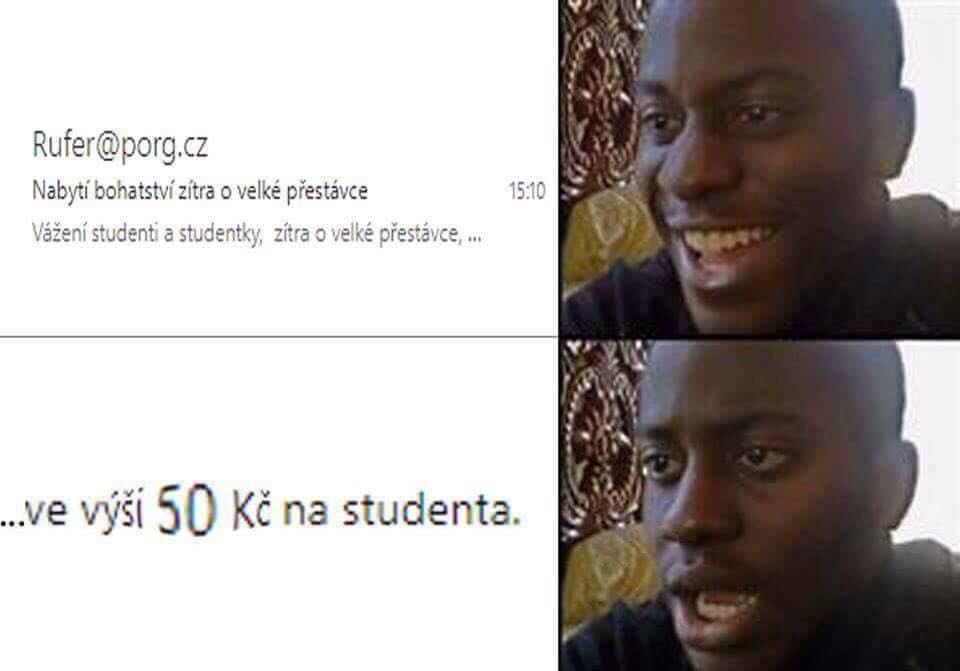 Rufer@porg.cz
Nabytí bohatství zítra o velké přestávce 15:10
Vážení studenti a studentky, zítra o velké přestávce, ...
...ve výší 50 Kč na studenta.